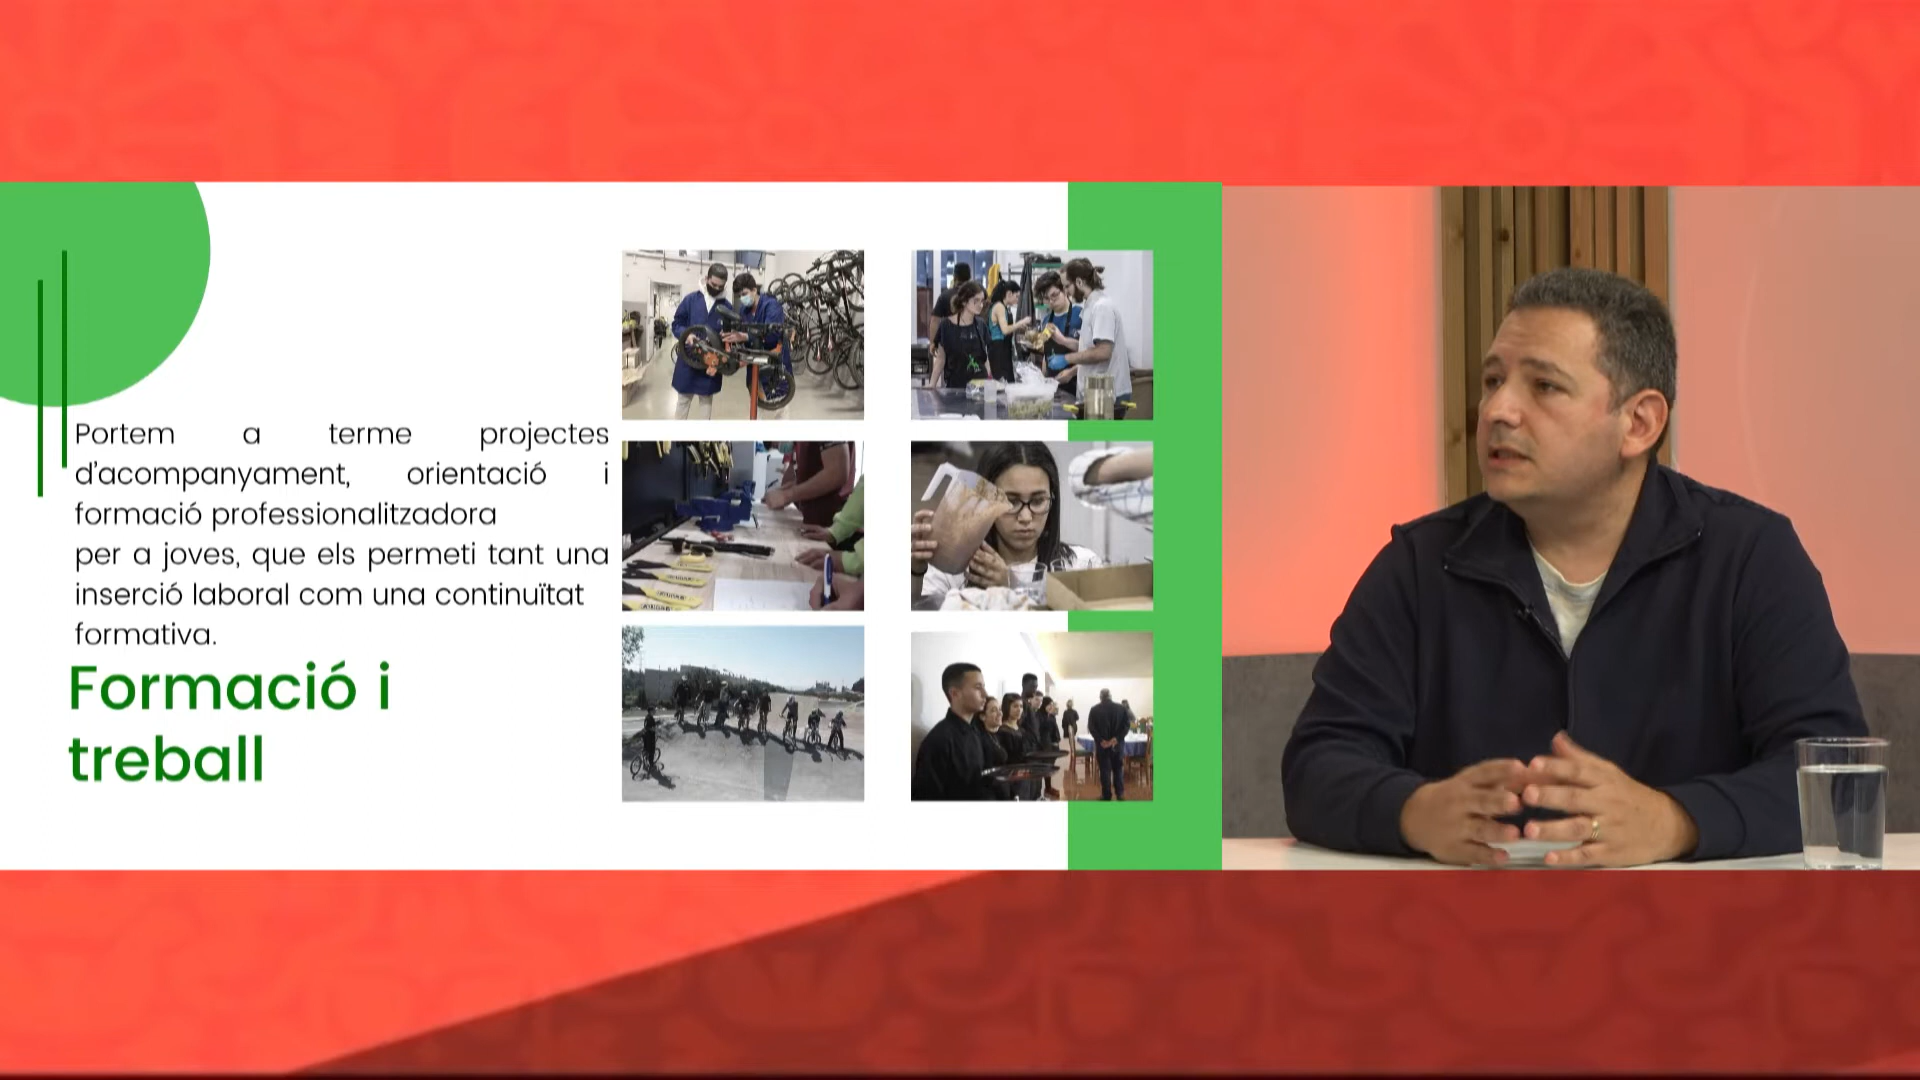 Portem a terme projectes
d'acompanyament, orientació i
formació professionalitzadora
per a joves, que els permeti tant una
inserció laboral com una continuïtat
formativa.
Formació i
treball